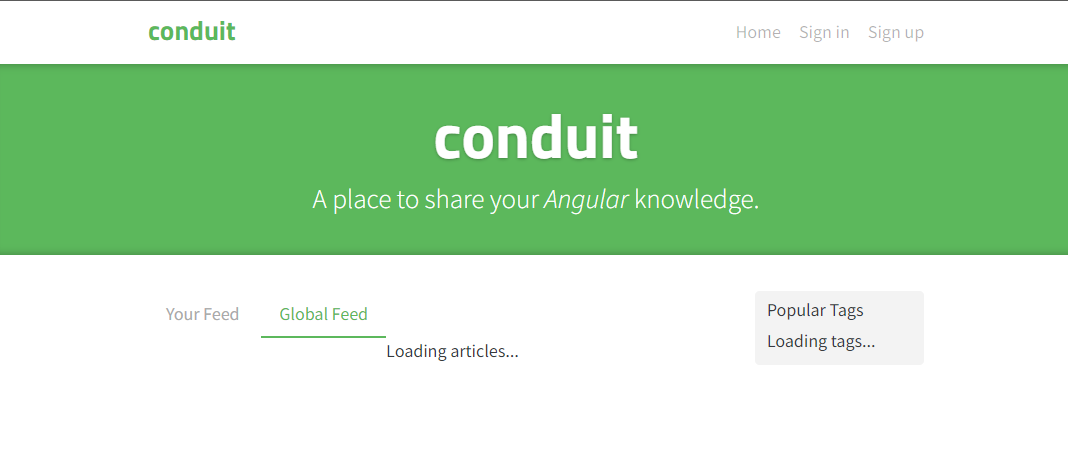 conduit
Home Sign in Sign up
conduit
A place to share your Angular knowledge.
Your Feed Global Feed
Loading articles...
Popular Tags
Loading tags...